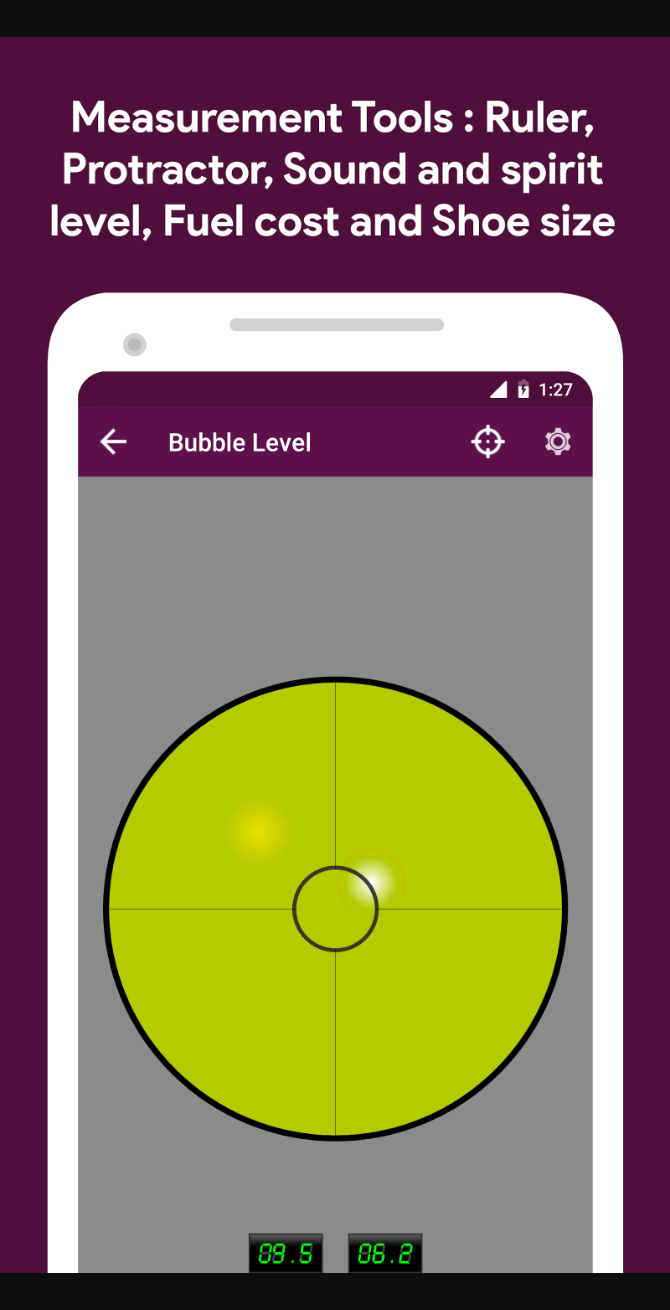 Measurement Tools : Ruler,
Protractor, Sound and spirit
level, Fuel cost and Shoe size
1:27
Bubble Level
09.5 06.2